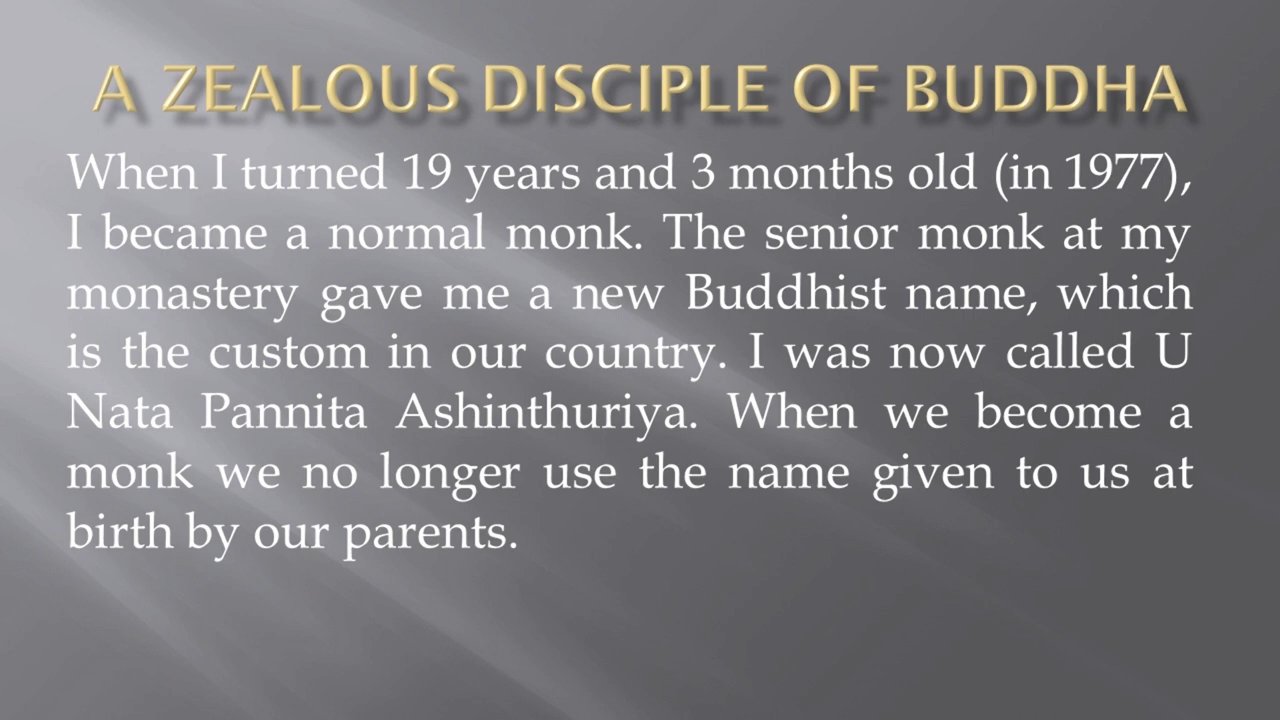 A ZEALOUS DISCIPLE OF BUDDHA
When I turned 19 years and 3 months old (in 1977),
I became a normal monk. The senior monk at my
monastery gave me a new Buddhist name, which
is the custom in our country. I was now called U
Nata Pannita Ashinthuriya. When we become a
monk we no longer use the name given to us at
birth by our parents.